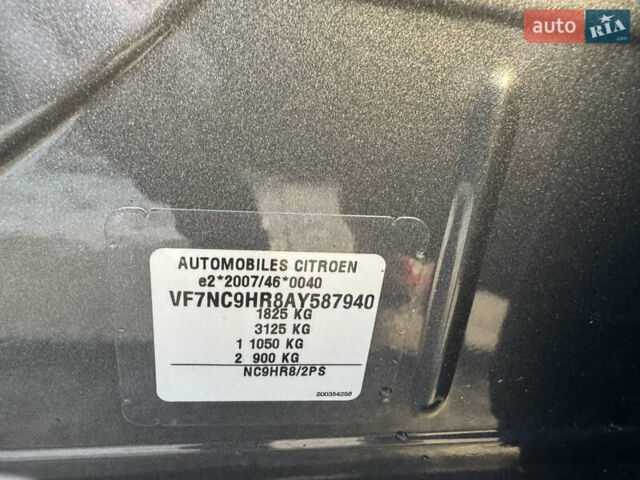 auto RIA.com
AUTOMOBILES CITROEN
e2*2007/46*0040
VF7NC9HR8AY587940
1825 KG
3125 KG
1 1050 KG
2 900 KG
NC9HR8/2PS
200354250